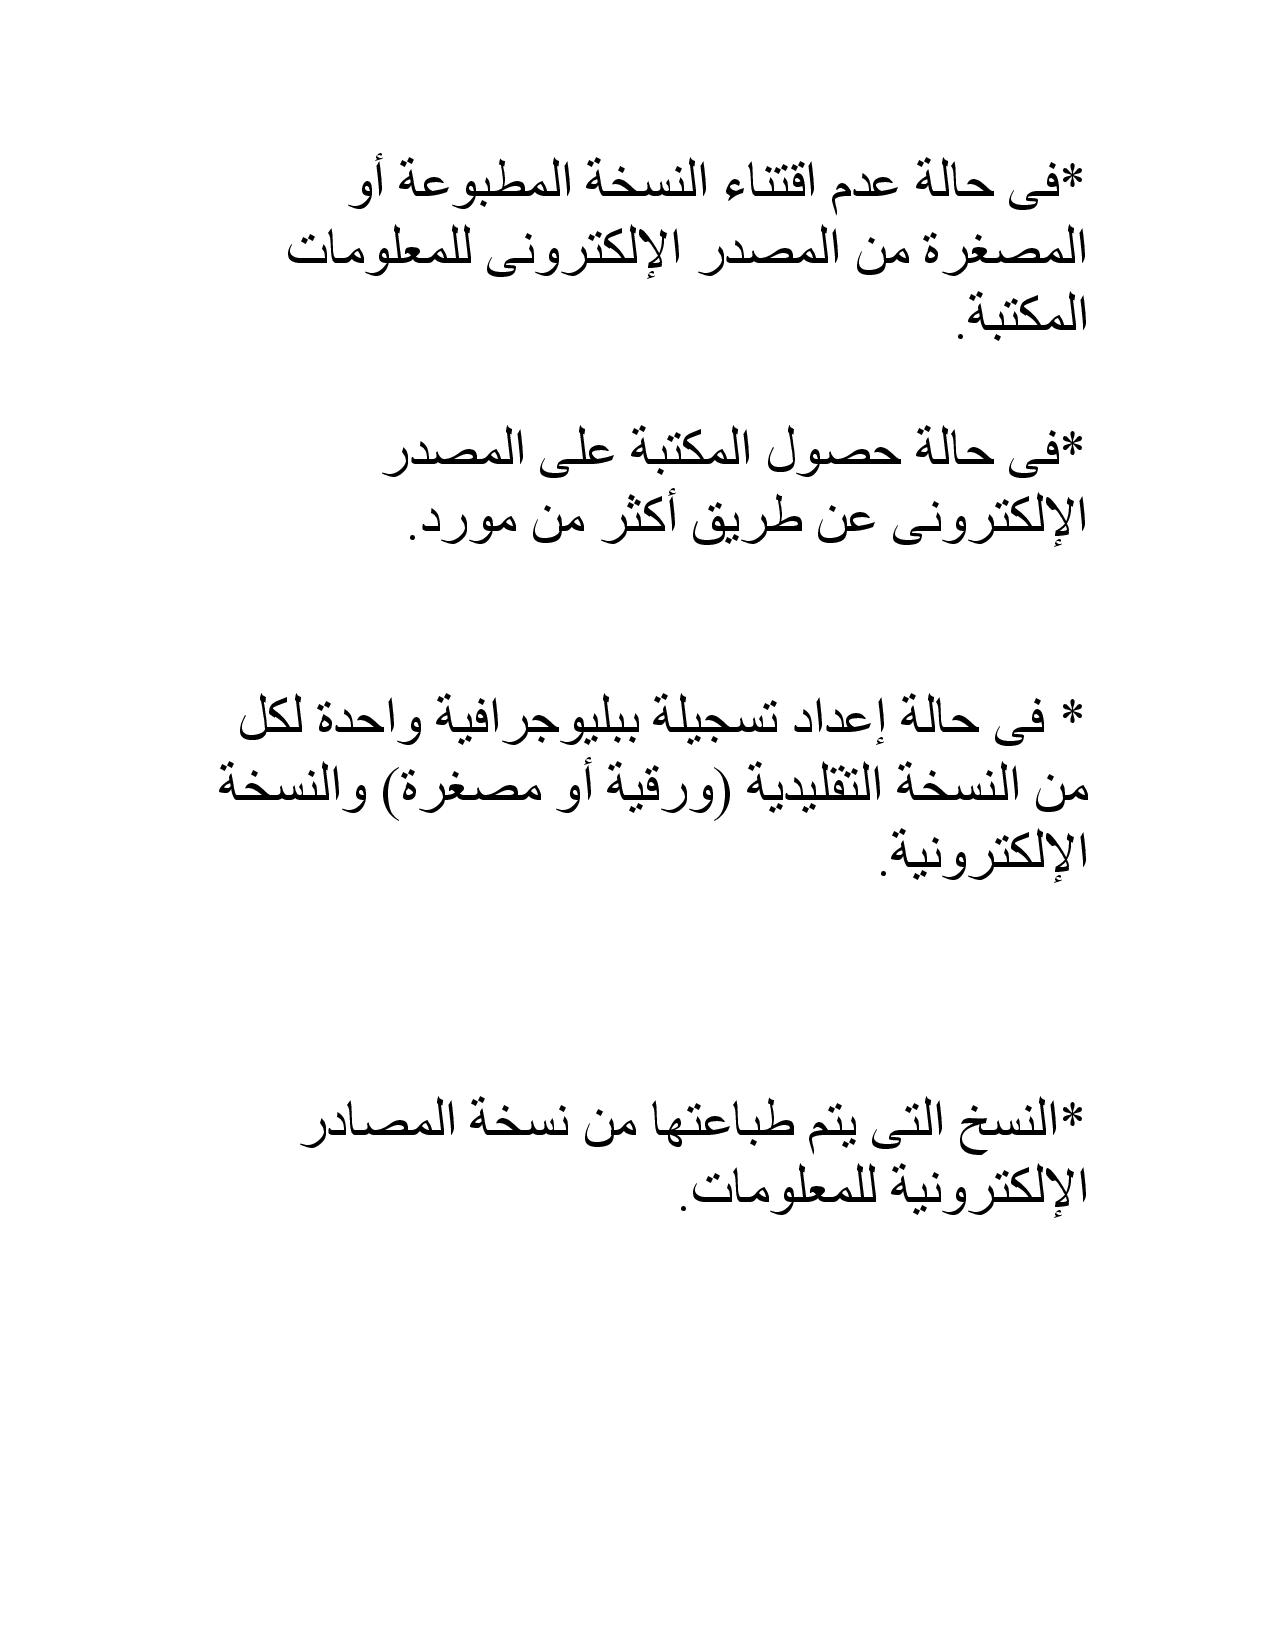 *فى حالة عدم اقتناء النسخة المطبوعة أو
المصغرة من المصدر الإلكترونى للمعلومات
المكتبة.
*فى حالة حصول المكتبة على المصدر
الإلكترونى عن طريق أكثر من مورد.
* فى حالة إعداد تسجيلة ببليوجرافية واحدة لكل
من النسخة التقليدية (ورقية أو مصغرة) والنسخة
الإلكترونية.
*النسخ التى يتم طباعتها من نسخة المصادر
الإلكترونية للمعلومات.